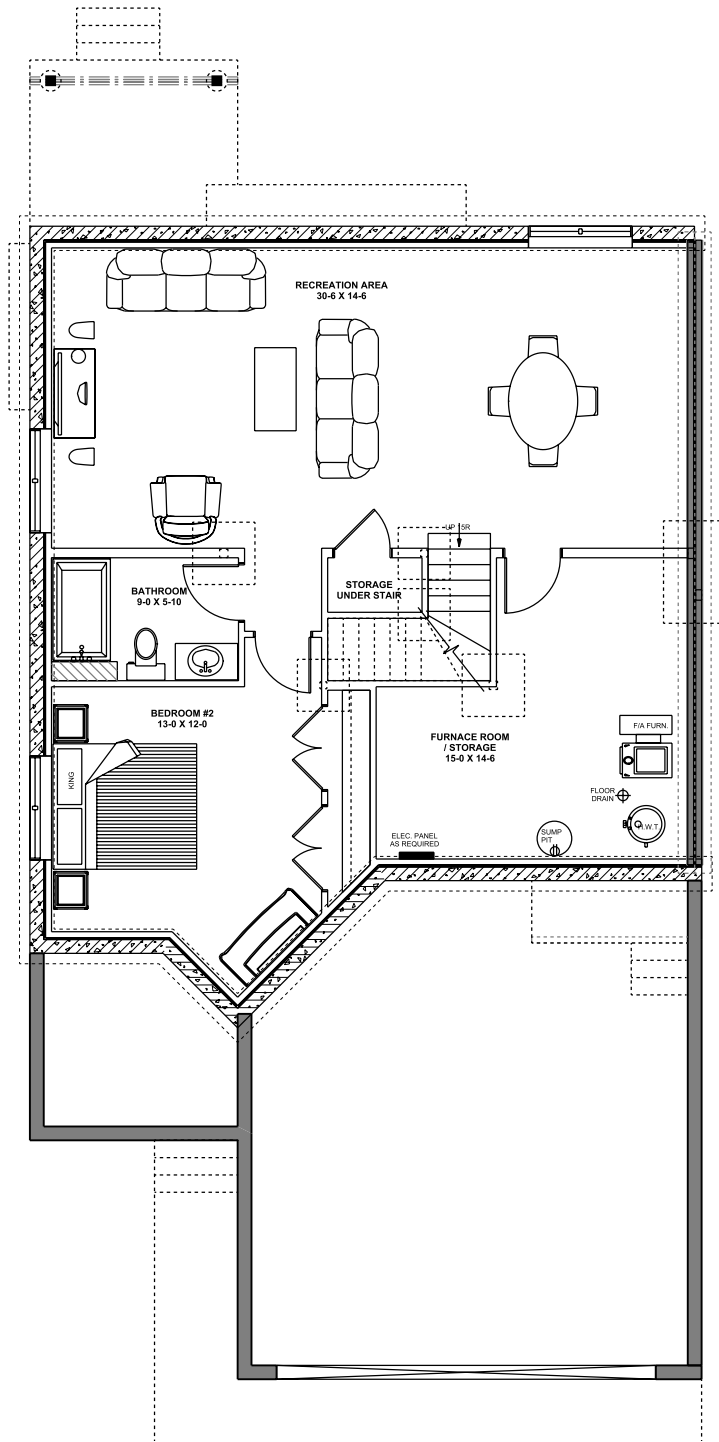 RECREATION AREA
30-6 X 14-6
UP 15R
STORAGE
UNDER STAIR
BATHROOM
9-0 X 5-10
BEDROOM #2
13-0 X 12-0
KING
FURNACE ROOM
/ STORAGE
15-0 X 14-6
F/A FURN.
FLOOR
DRAIN
H.W.T.
SUMP
PIT
ELEC. PANEL
AS REQUIRED